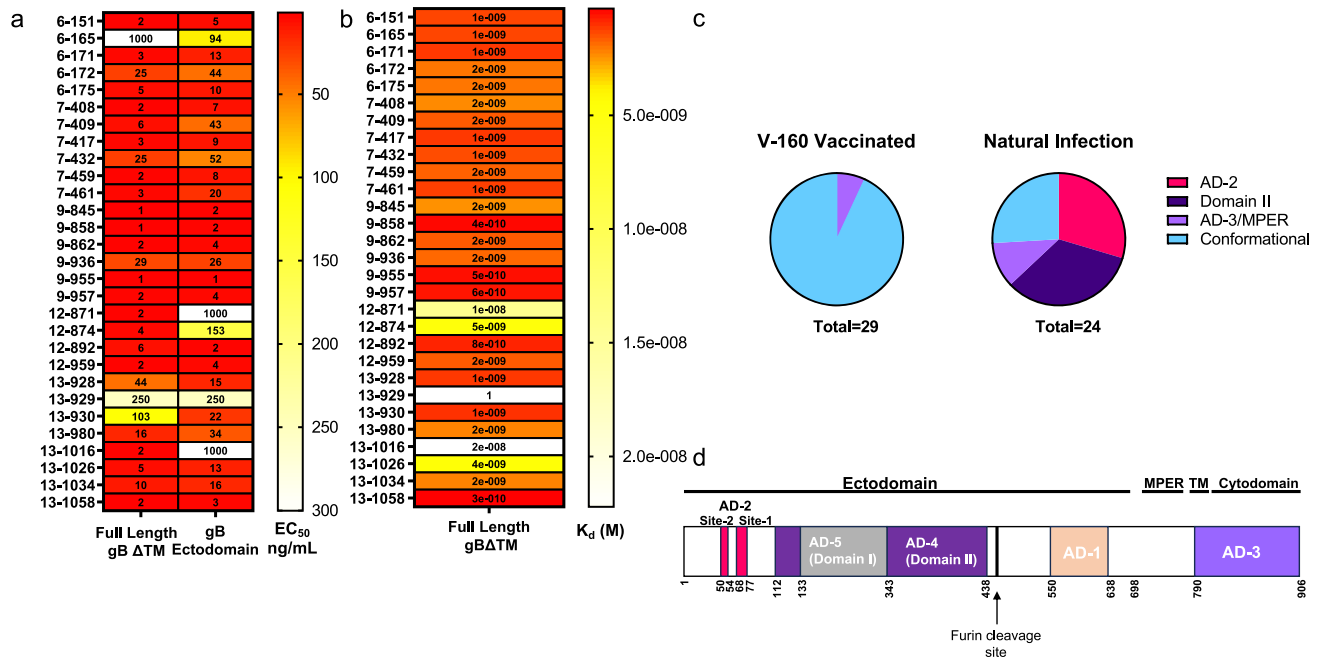 a
6-151 2 5
6-165 1000 94
6-171 3 13
6-172 25 44
6-175 5 10
7-408 2 7
7-409 6 43
7-417 3 9
7-432 25 52
7-459 2 8
7-461 3 20
9-845 1 2
9-858 1 2
9-862 2 4
9-936 29 26
9-955 1 1
9-957 2 4
12-871 2 1000
12-874 4 153
12-892 6 2
12-959 2 4
13-928 44 15
13-929 250 250
13-930 103 22
13-980 16 34
13-1016 2 1000
13-1026 5 13
13-1034 10 16
13-1058 2 3
Full Length
gB ΔTM
gB
Ectodomain
50
100
150
200
250
300
EC50
ng/mL
b
6-151 1e-009
6-165 1e-009
6-171 1e-009
6-172 2e-009
6-175 2e-009
7-408 2e-009
7-409 2e-009
7-417 1e-009
7-432 1e-009
7-459 2e-009
7-461 1e-009
9-845 2e-009
9-858 4e-010
9-862 2e-009
9-936 2e-009
9-955 5e-010
9-957 6e-010
12-871 1e-008
12-874 5e-009
12-892 8e-010
12-959 2e-009
13-928 1e-009
13-929 1
13-930 1e-009
13-980 2e-009
13-1016 2e-008
13-1026 4e-009
13-1034 2e-009
13-1058 3e-010
Full Length
gBΔTM
5.0e-009
1.0e-008
1.5e-008
2.0e-008
Kd (M)
c
V-160 Vaccinated
Total=29
Natural Infection
Total=24
AD-2
Domain II
AD-3/MPER
Conformational
d
Ectodomain
MPER
TM
Cytodomain
AD-2
Site-2 Site-1
AD-5
(Domain I)
AD-4
(Domain II)
AD-1
AD-3
1
50
54
68
77
112
133
343
438
550
638
698
790
906
Furin cleavage
site